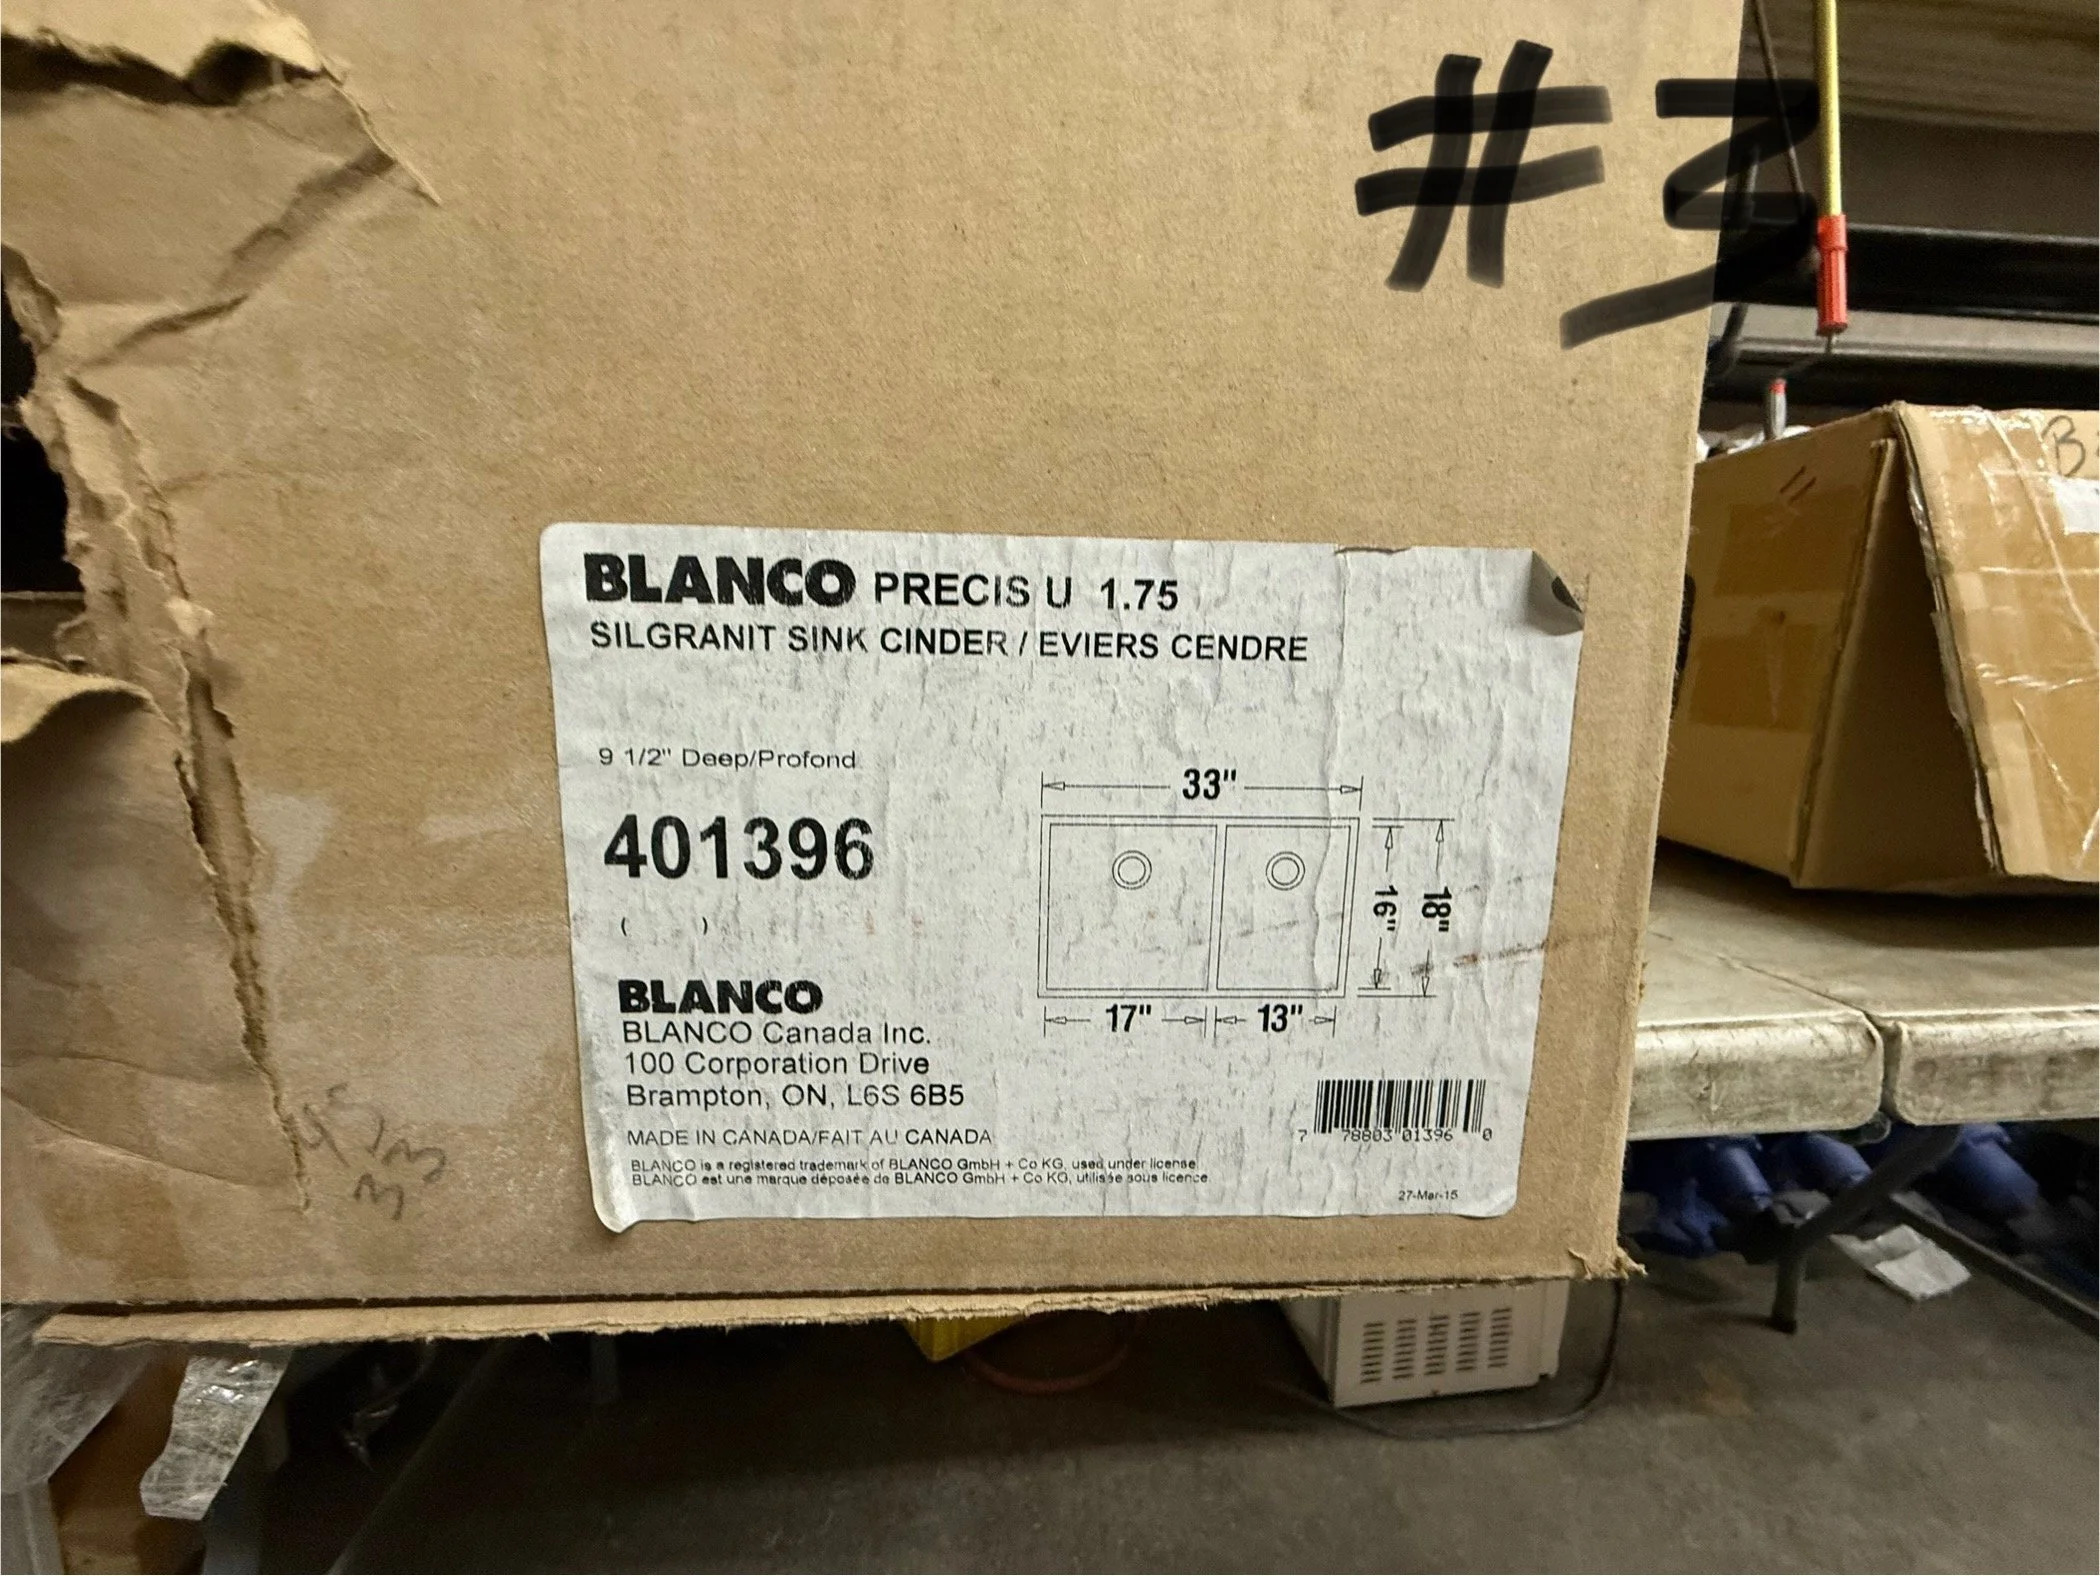 #3
B
BLANCO PRECIS U 1.75
SILGRANIT SINK CINDER / EVIERS CENDRE
9 1/2" Deep/Profond
33"
401396
16"
18"
( )
17"
13"
BLANCO
BLANCO Canada Inc.
100 Corporation Drive
Brampton, ON, L6S 6B5
MADE IN CANADA/FAIT AU CANADA
7 78803 01396 0
BLANCO is a registered trademark of BLANCO GmbH + Co KG, used under license
BLANCO est une marque déposée de BLANCO GmbH + Co KG, utilisée sous licence
27-Mar-15